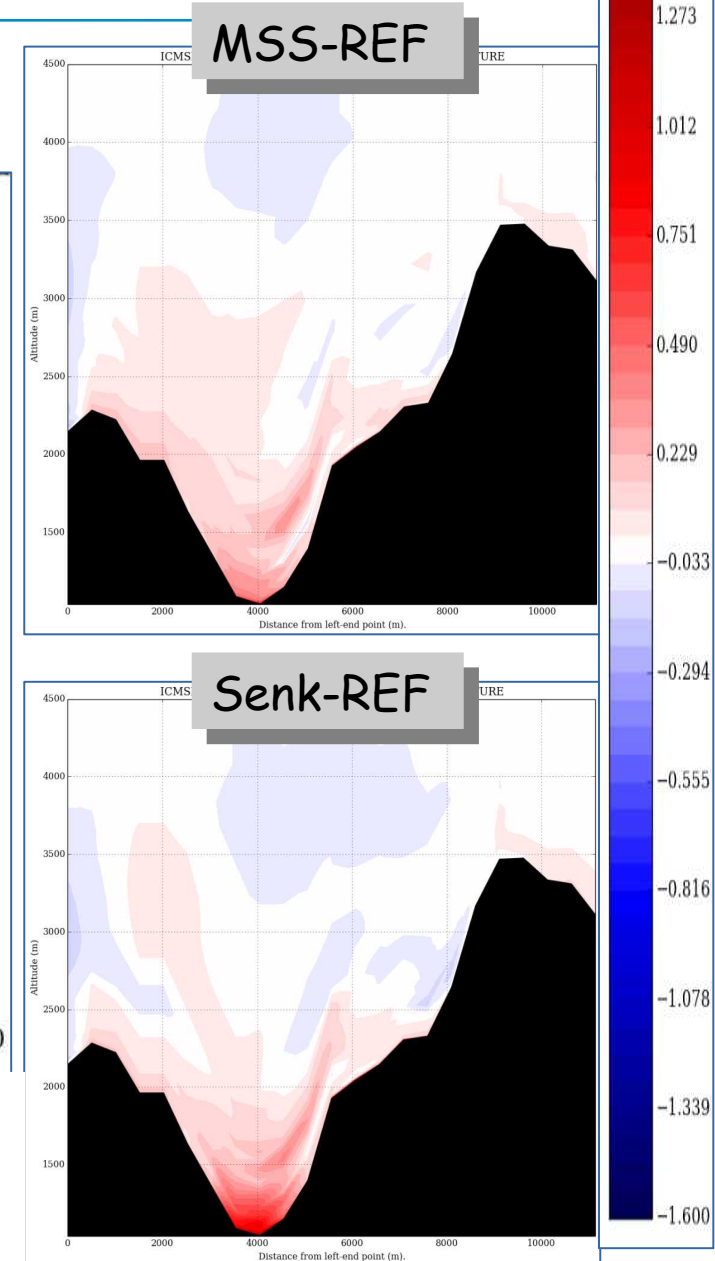 MSS-REF
ICMS
URE
4500
4000
3500
3000
2500
2000
1500
Altitude (m)
0 2000 4000 6000 8000 10000
Distance from left-end point (m).
Senk-REF
ICMS
URE
4500
4000
3500
3000
2500
2000
1500
Altitude (m)
0 2000 4000 6000 8000 10000
Distance from left-end point (m).
1.273
1.012
0.751
0.490
0.229
−0.033
−0.294
−0.555
−0.816
−1.078
−1.339
−1.600